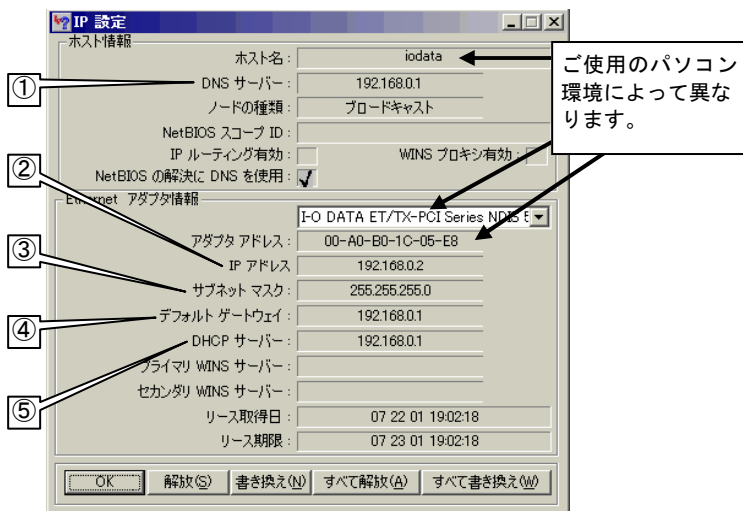 IP 設定
ホスト情報
ホスト名: iodata
① DNS サーバー: 192.168.0.1
ノードの種類: ブロードキャスト
NetBIOS スコープ ID:
IP ルーティング有効: WINS プロキシ有効:
NetBIOS の解決に DNS を使用:
Ethernet アダプタ情報
I-O DATA ET/TX-PCI Series NDIS
アダプタ アドレス: 00-A0-B0-1C-05-E8
② IP アドレス 192.168.0.2
③ サブネット マスク: 255.255.255.0
④ デフォルト ゲートウェイ: 192.168.0.1
⑤ DHCP サーバー: 192.168.0.1
プライマリ WINS サーバー:
セカンダリ WINS サーバー:
リース取得日: 07 22 01 19:02:18
リース期限: 07 23 01 19:02:18
OK 解放(S) 書き換え(N) すべて解放(A) すべて書き換え(W)
ご使用のパソコン
環境によって異な
ります。